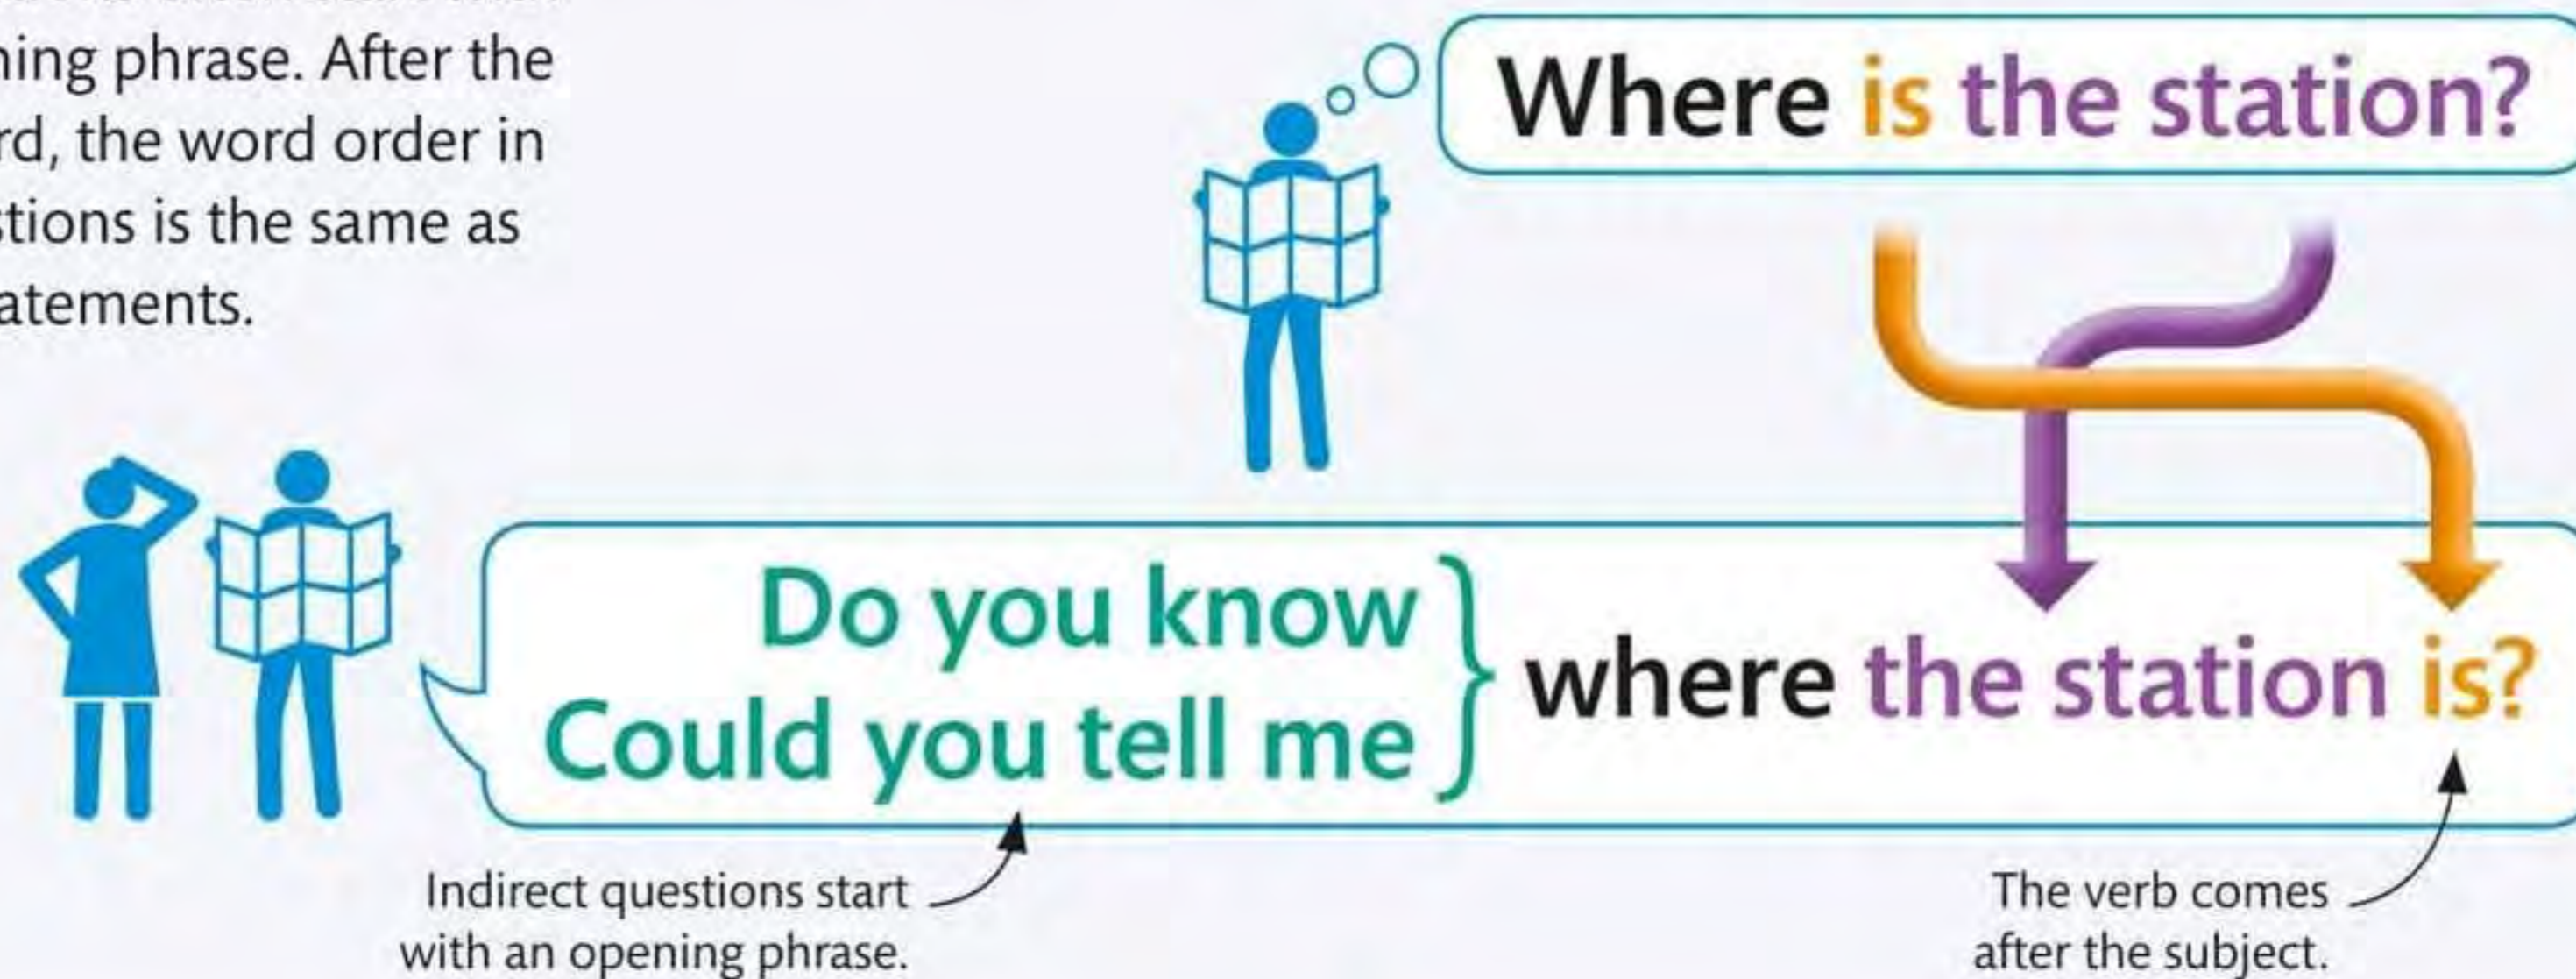 ning phrase. After the
rd, the word order in
stions is the same as
atements.
Where is the station?
Do you know
Could you tell me
where the station is?
Indirect questions start
with an opening phrase.
The verb comes
after the subject.